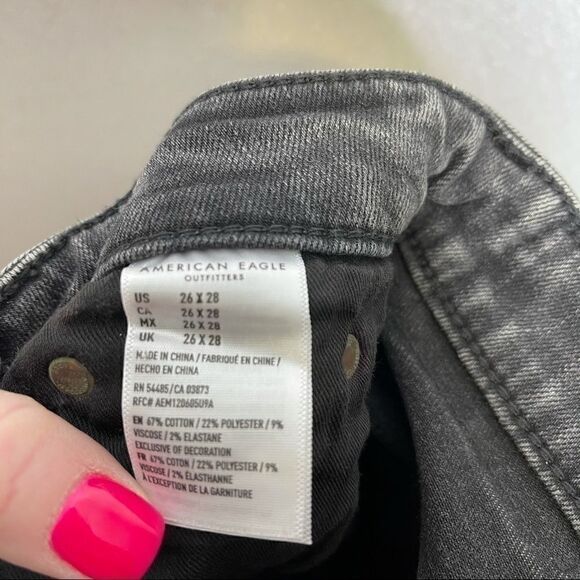 AMERICAN EAGLE
OUTFITTERS
US 26 X 28
CA 26 X 28
MX 26 X 28
UK 26 X 28
MADE IN CHINA / FABRIQUÉ EN CHINE /
HECHO EN CHINA
RN 54485/CA 03873
RFC# AEM120605U9A
EN 67% COTTON / 22% POLYESTER / 9%
VISCOSE / 2% ELASTANE
EXCLUSIVE OF DECORATION
FR 67% COTON / 22% POLYESTER / 9%
VISCOSE / 2% ÉLASTHANNE
À L'EXCEPTION DE LA GARNITURE